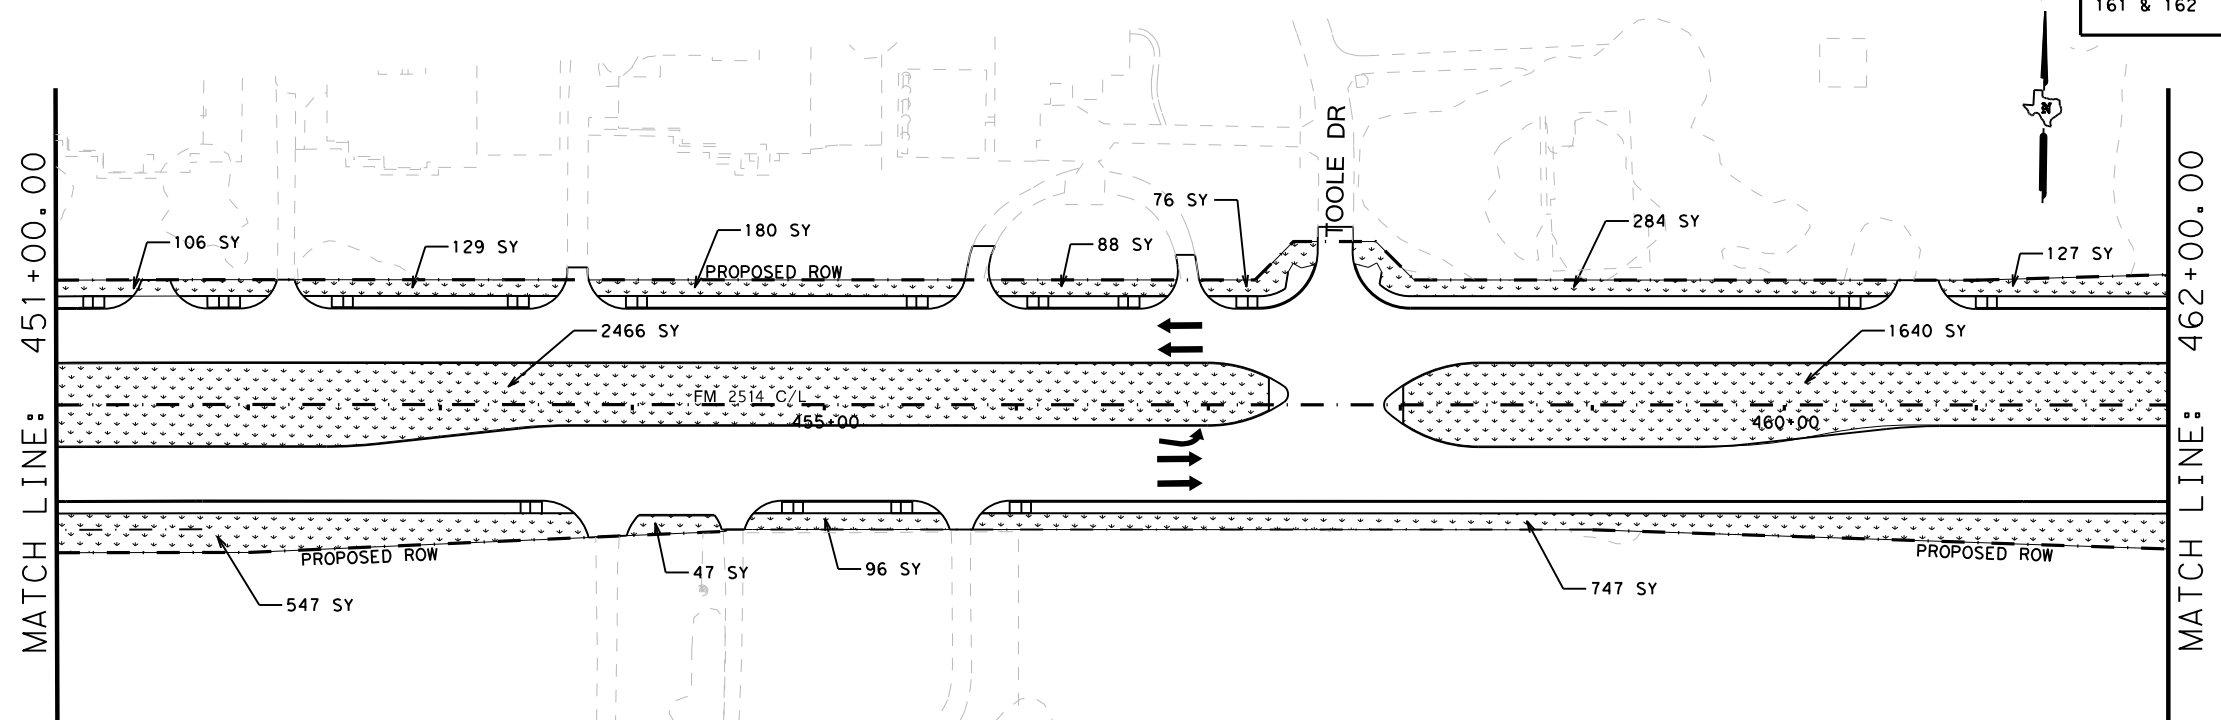 161 & 162
MATCH LINE: 451+00.00
TOOLE DR
106 SY
129 SY
180 SY
88 SY
76 SY
284 SY
127 SY
PROPOSED ROW
2466 SY
1640 SY
FM 2514 C/L
455+00
460+00
PROPOSED ROW
547 SY
47 SY
96 SY
747 SY
PROPOSED ROW
MATCH LINE: 462+00.00